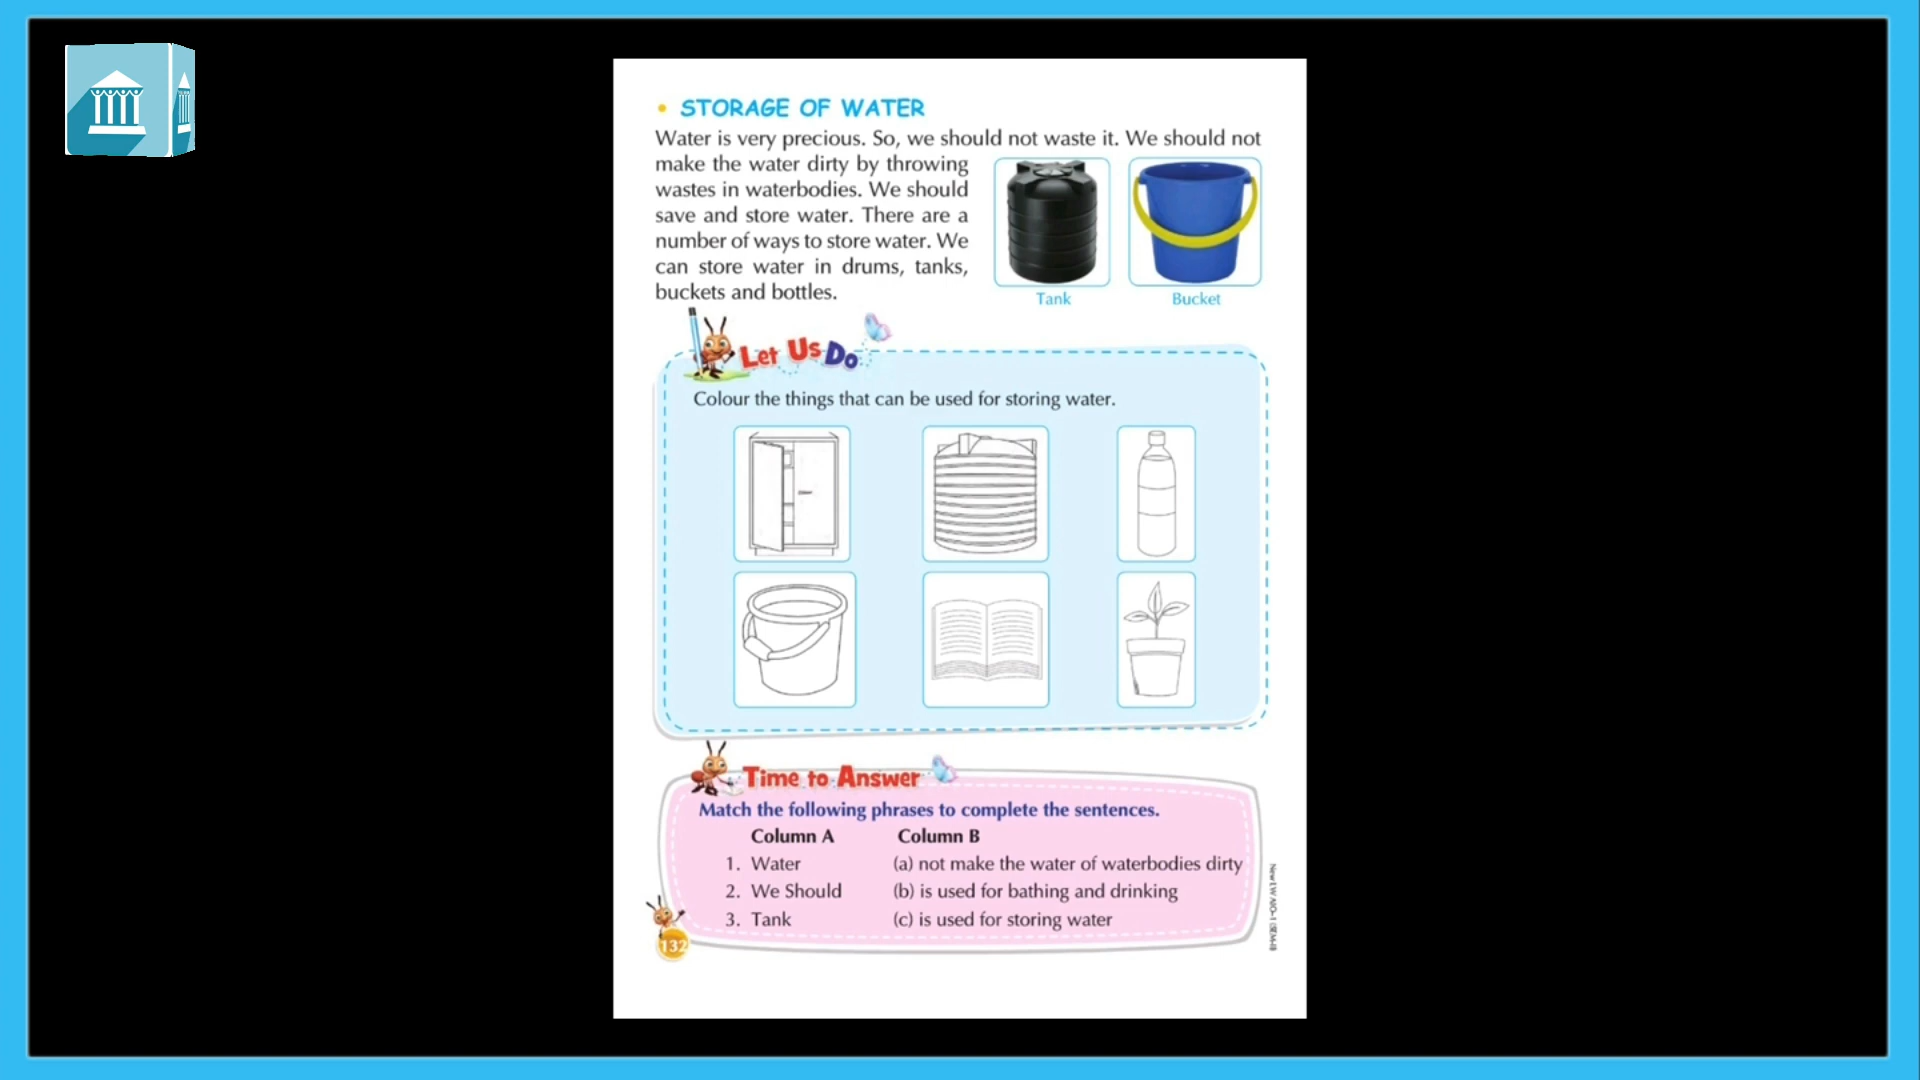 STORAGE OF WATER
Water is very precious. So, we should not waste it. We should not
make the water dirty by throwing
wastes in waterbodies. We should
save and store water. There are a
number of ways to store water. We
can store water in drums, tanks,
buckets and bottles.
Tank
Bucket
Let Us Do
Colour the things that can be used for storing water.
Time to Answer
Match the following phrases to complete the sentences.
Column A Column B
1. Water (a) not make the water of waterbodies dirty
2. We Should (b) is used for bathing and drinking
3. Tank (c) is used for storing water
132